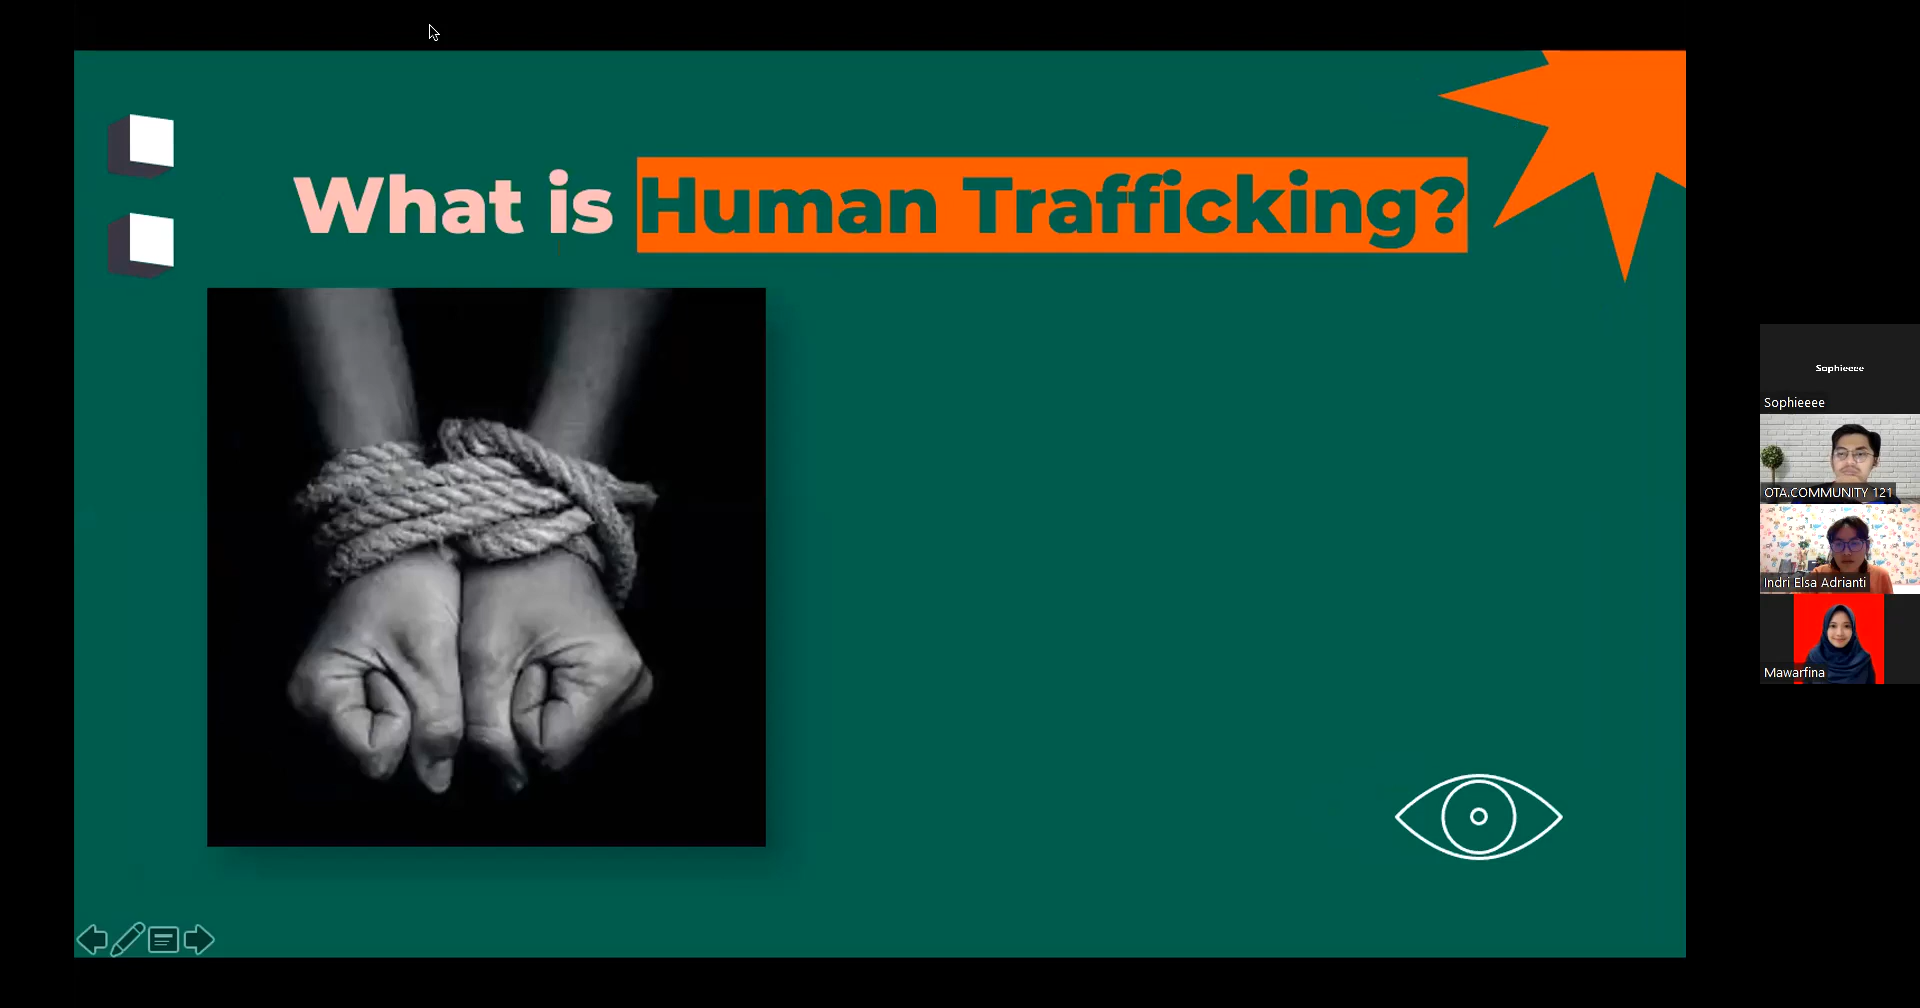 What is Human Trafficking?
Sophieeee
Sophieeee
OTA.COMMUNITY 121
Indri Elsa Adrianti
Mawarfina